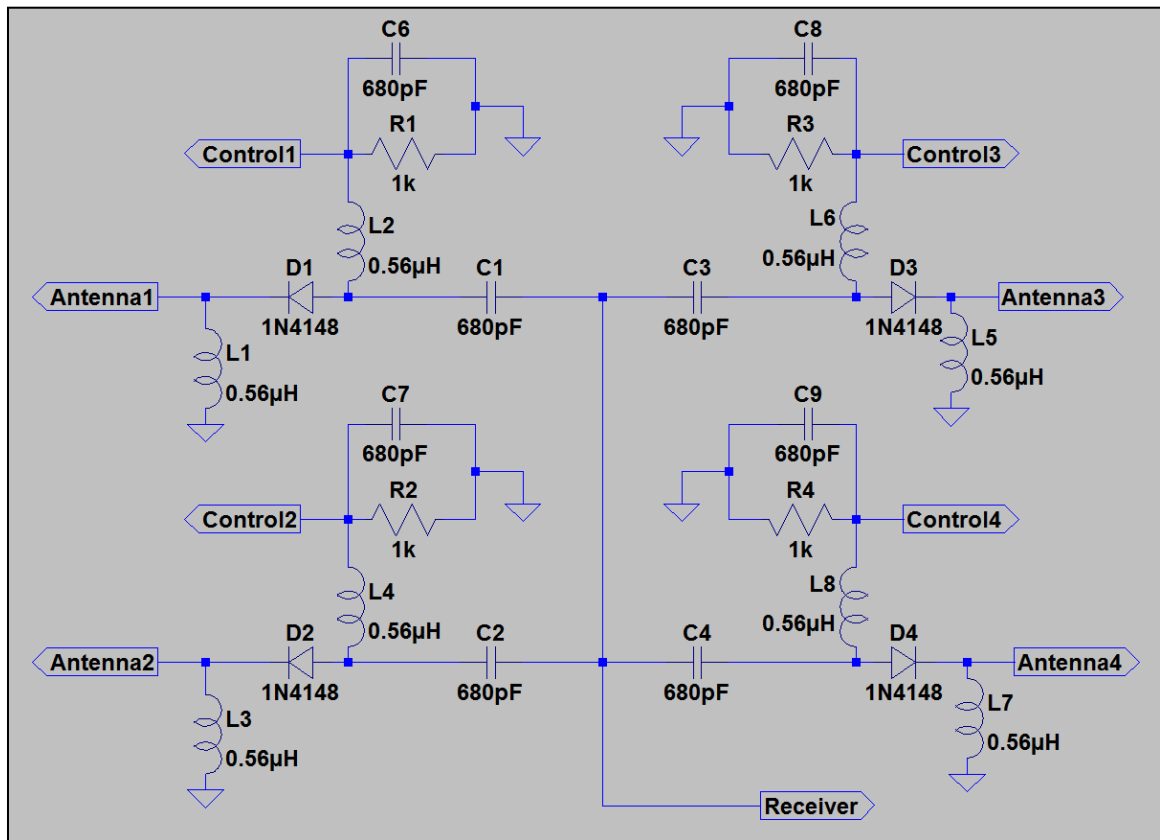 C6
680pF
R1
1k
Control1
L2
0.56µH
D1
1N4148
C1
680pF
Antenna1
L1
0.56µH
C8
680pF
R3
1k
Control3
L6
0.56µH
C3
680pF
D3
1N4148
Antenna3
L5
0.56µH
C7
680pF
R2
1k
Control2
L4
0.56µH
D2
1N4148
C2
680pF
Antenna2
L3
0.56µH
C9
680pF
R4
1k
Control4
L8
0.56µH
C4
680pF
D4
1N4148
Antenna4
L7
0.56µH
Receiver